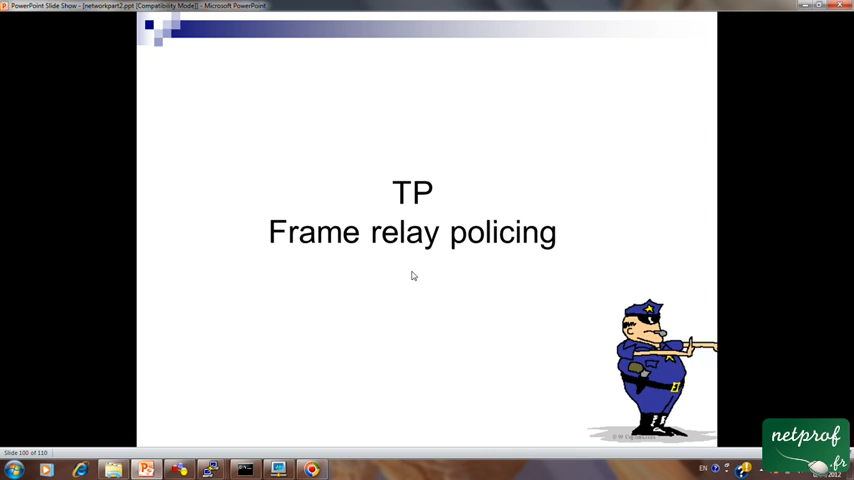 PowerPoint Slide Show - [networkpart2.ppt [Compatibility Mode]] - Microsoft PowerPoint
TP
Frame relay policing
Slide 100 of 110
EN
netprof
.fr